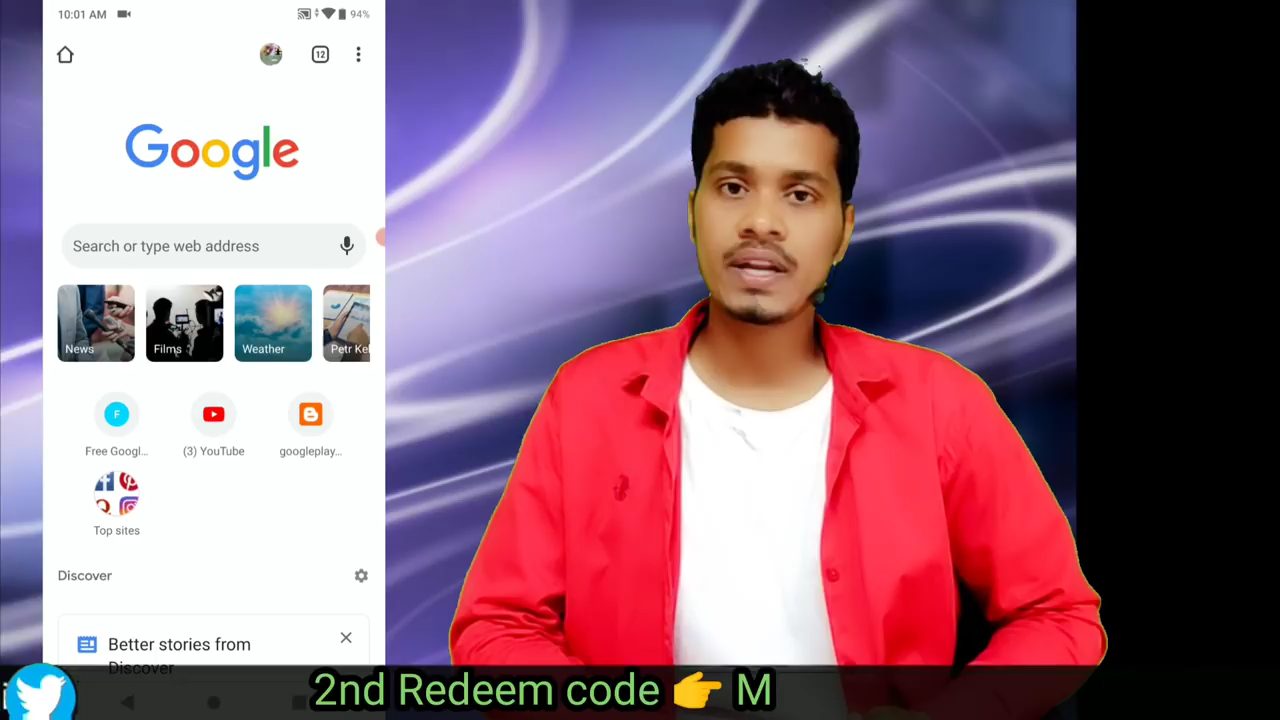 10:01 AM
94%
12
Google
Search or type web address
News
Films
Weather
Petr Kel
F
Free Googl...
(3) YouTube
googleplay...
Top sites
Discover
Better stories from
Discover
2nd Redeem code 👉 M